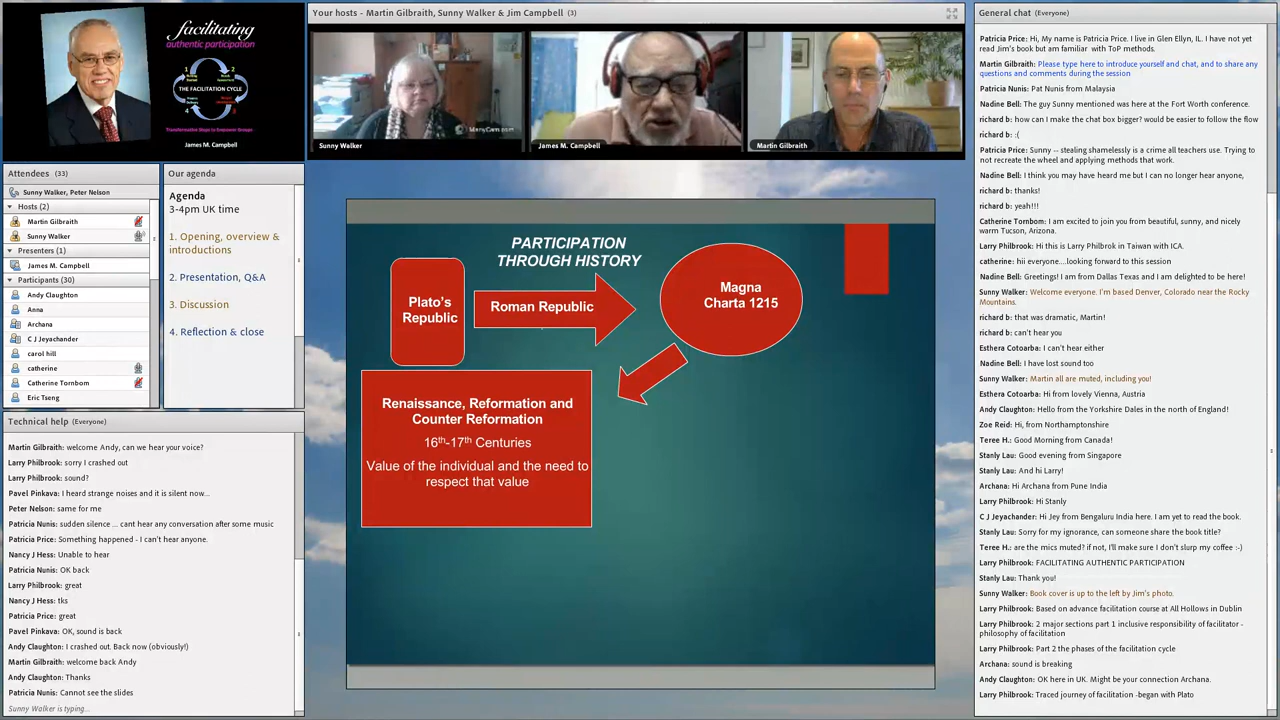 facilitating
authentic participation
THE FACILITATION CYCLE
Transformative Steps to Empower Groups
James M. Campbell
Your hosts - Martin Gilbraith, Sunny Walker & Jim Campbell (3)
ManyCam.com
Sunny Walker
James M. Campbell
Martin Gilbraith
Attendees (33)
Sunny Walker, Peter Nelson
Hosts (2)
Martin Gilbraith
Sunny Walker
Presenters (1)
James M. Campbell
Participants (30)
Andy Claughton
Anna
Archana
C J Jeyachander
carol hill
catherine
Catherine Tornbom
Eric Tseng
Our agenda
Agenda
3-4pm UK time
1. Opening, overview &
introductions
2. Presentation, Q&A
3. Discussion
4. Reflection & close
Technical help (Everyone)
Martin Gilbraith: welcome Andy, can we hear your voice?
Larry Philbrook: sorry I crashed out
Larry Philbrook: sound?
Pavel Pinkava: I heard strange noises and it is silent now...
Peter Nelson: same for me
Patricia Nunis: sudden silence ... cant hear any conversation after some music
Patricia Price: Something happened - I can't hear anyone.
Nancy J Hess: Unable to hear
Patricia Nunis: OK back
Larry Philbrook: great
Nancy J Hess: tks
Patricia Price: great
Pavel Pinkava: OK, sound is back
Andy Claughton: I crashed out. Back now (obviously!)
Martin Gilbraith: welcome back Andy
Andy Claughton: Thanks
Patricia Nunis: Cannot see the slides
Sunny Walker is typing...
PARTICIPATION
THROUGH HISTORY
Plato's
Republic
Roman Republic
Magna
Charta 1215
Renaissance, Reformation and
Counter Reformation
16th-17th Centuries
Value of the individual and the need to
respect that value
General chat (Everyone)
Patricia Price: Hi, My name is Patricia Price. I live in Glen Ellyn, IL. I have not yet
read Jim's book but am familiar with ToP methods.
Martin Gilbraith: Please type here to introduce yourself and chat, and to share any
questions and comments during the session
Patricia Nunis: Pat Nunis from Malaysia
Nadine Bell: The guy Sunny mentioned was here at the Fort Worth conference.
richard b: how can I make the chat box bigger? would be easier to follow the flow
richard b: :(
Patricia Price: Sunny -- stealing shamelessly is a crime all teachers use. Trying to
not recreate the wheel and applying methods that work.
Nadine Bell: I think you may have heard me but I can no longer hear anyone,
richard b: thanks!
richard b: yeah!!!
Catherine Tornbom: I am excited to join you from beautiful, sunny, and nicely
warm Tucson, Arizona.
Larry Philbrook: Hi this is Larry Philbrok in Taiwan with ICA.
catherine: hii everyone....looking forward to this session
Nadine Bell: Greetings! I am from Dallas Texas and I am delighted to be here!
Sunny Walker: Welcome everyone. I'm based Denver, Colorado near the Rocky
Mountains.
richard b: that was dramatic, Martin!
richard b: can't hear you
Esthera Cotoarba: I can't hear either
Nadine Bell: I have lost sound too
Sunny Walker: Martin all are muted, including you!
Esthera Cotoarba: Hi from lovely Vienna, Austria
Andy Claughton: Hello from the Yorkshire Dales in the north of England!
Zoe Reid: Hi, from Northamptonshire
Teree H.: Good Morning from Canada!
Stanly Lau: Good evening from Singapore
Stanly Lau: And hi Larry!
Archana: Hi Archana from Pune India
Larry Philbrook: Hi Stanly
C J Jeyachander: Hi Jey from Bengaluru India here. I am yet to read the book.
Stanly Lau: Sorry for my ignorance, can someone share the book title?
Teree H.: are the mics muted? if not, I'll make sure I don't slurp my coffee :-)
Larry Philbrook: FACILITATING AUTHENTIC PARTICIPATION
Stanly Lau: Thank you!
Sunny Walker: Book cover is up to the left by Jim's photo.
Larry Philbrook: Based on advance facilitation course at All Hollows in Dublin
Larry Philbrook: 2 major sections part 1 inclusive responsibility of facilitator -
philosophy of facilitation
Larry Philbrook: Part 2 the phases of the facilitation cycle
Archana: sound is breaking
Andy Claughton: OK here in UK. Might be your connection Archana.
Larry Philbrook: Traced journey of facilitation -began with Plato